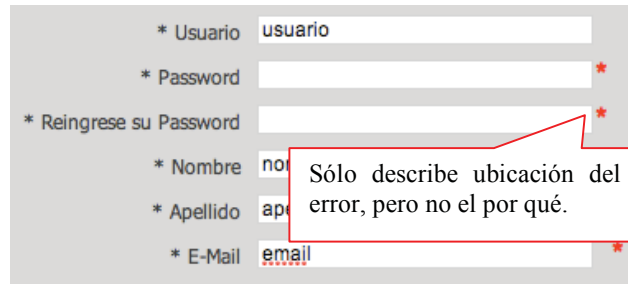 * Usuario usuario
* Password *
* Reingrese su Password *
* Nombre
Sólo describe ubicación del
error, pero no el por qué.
* Apellido
* E-Mail email *